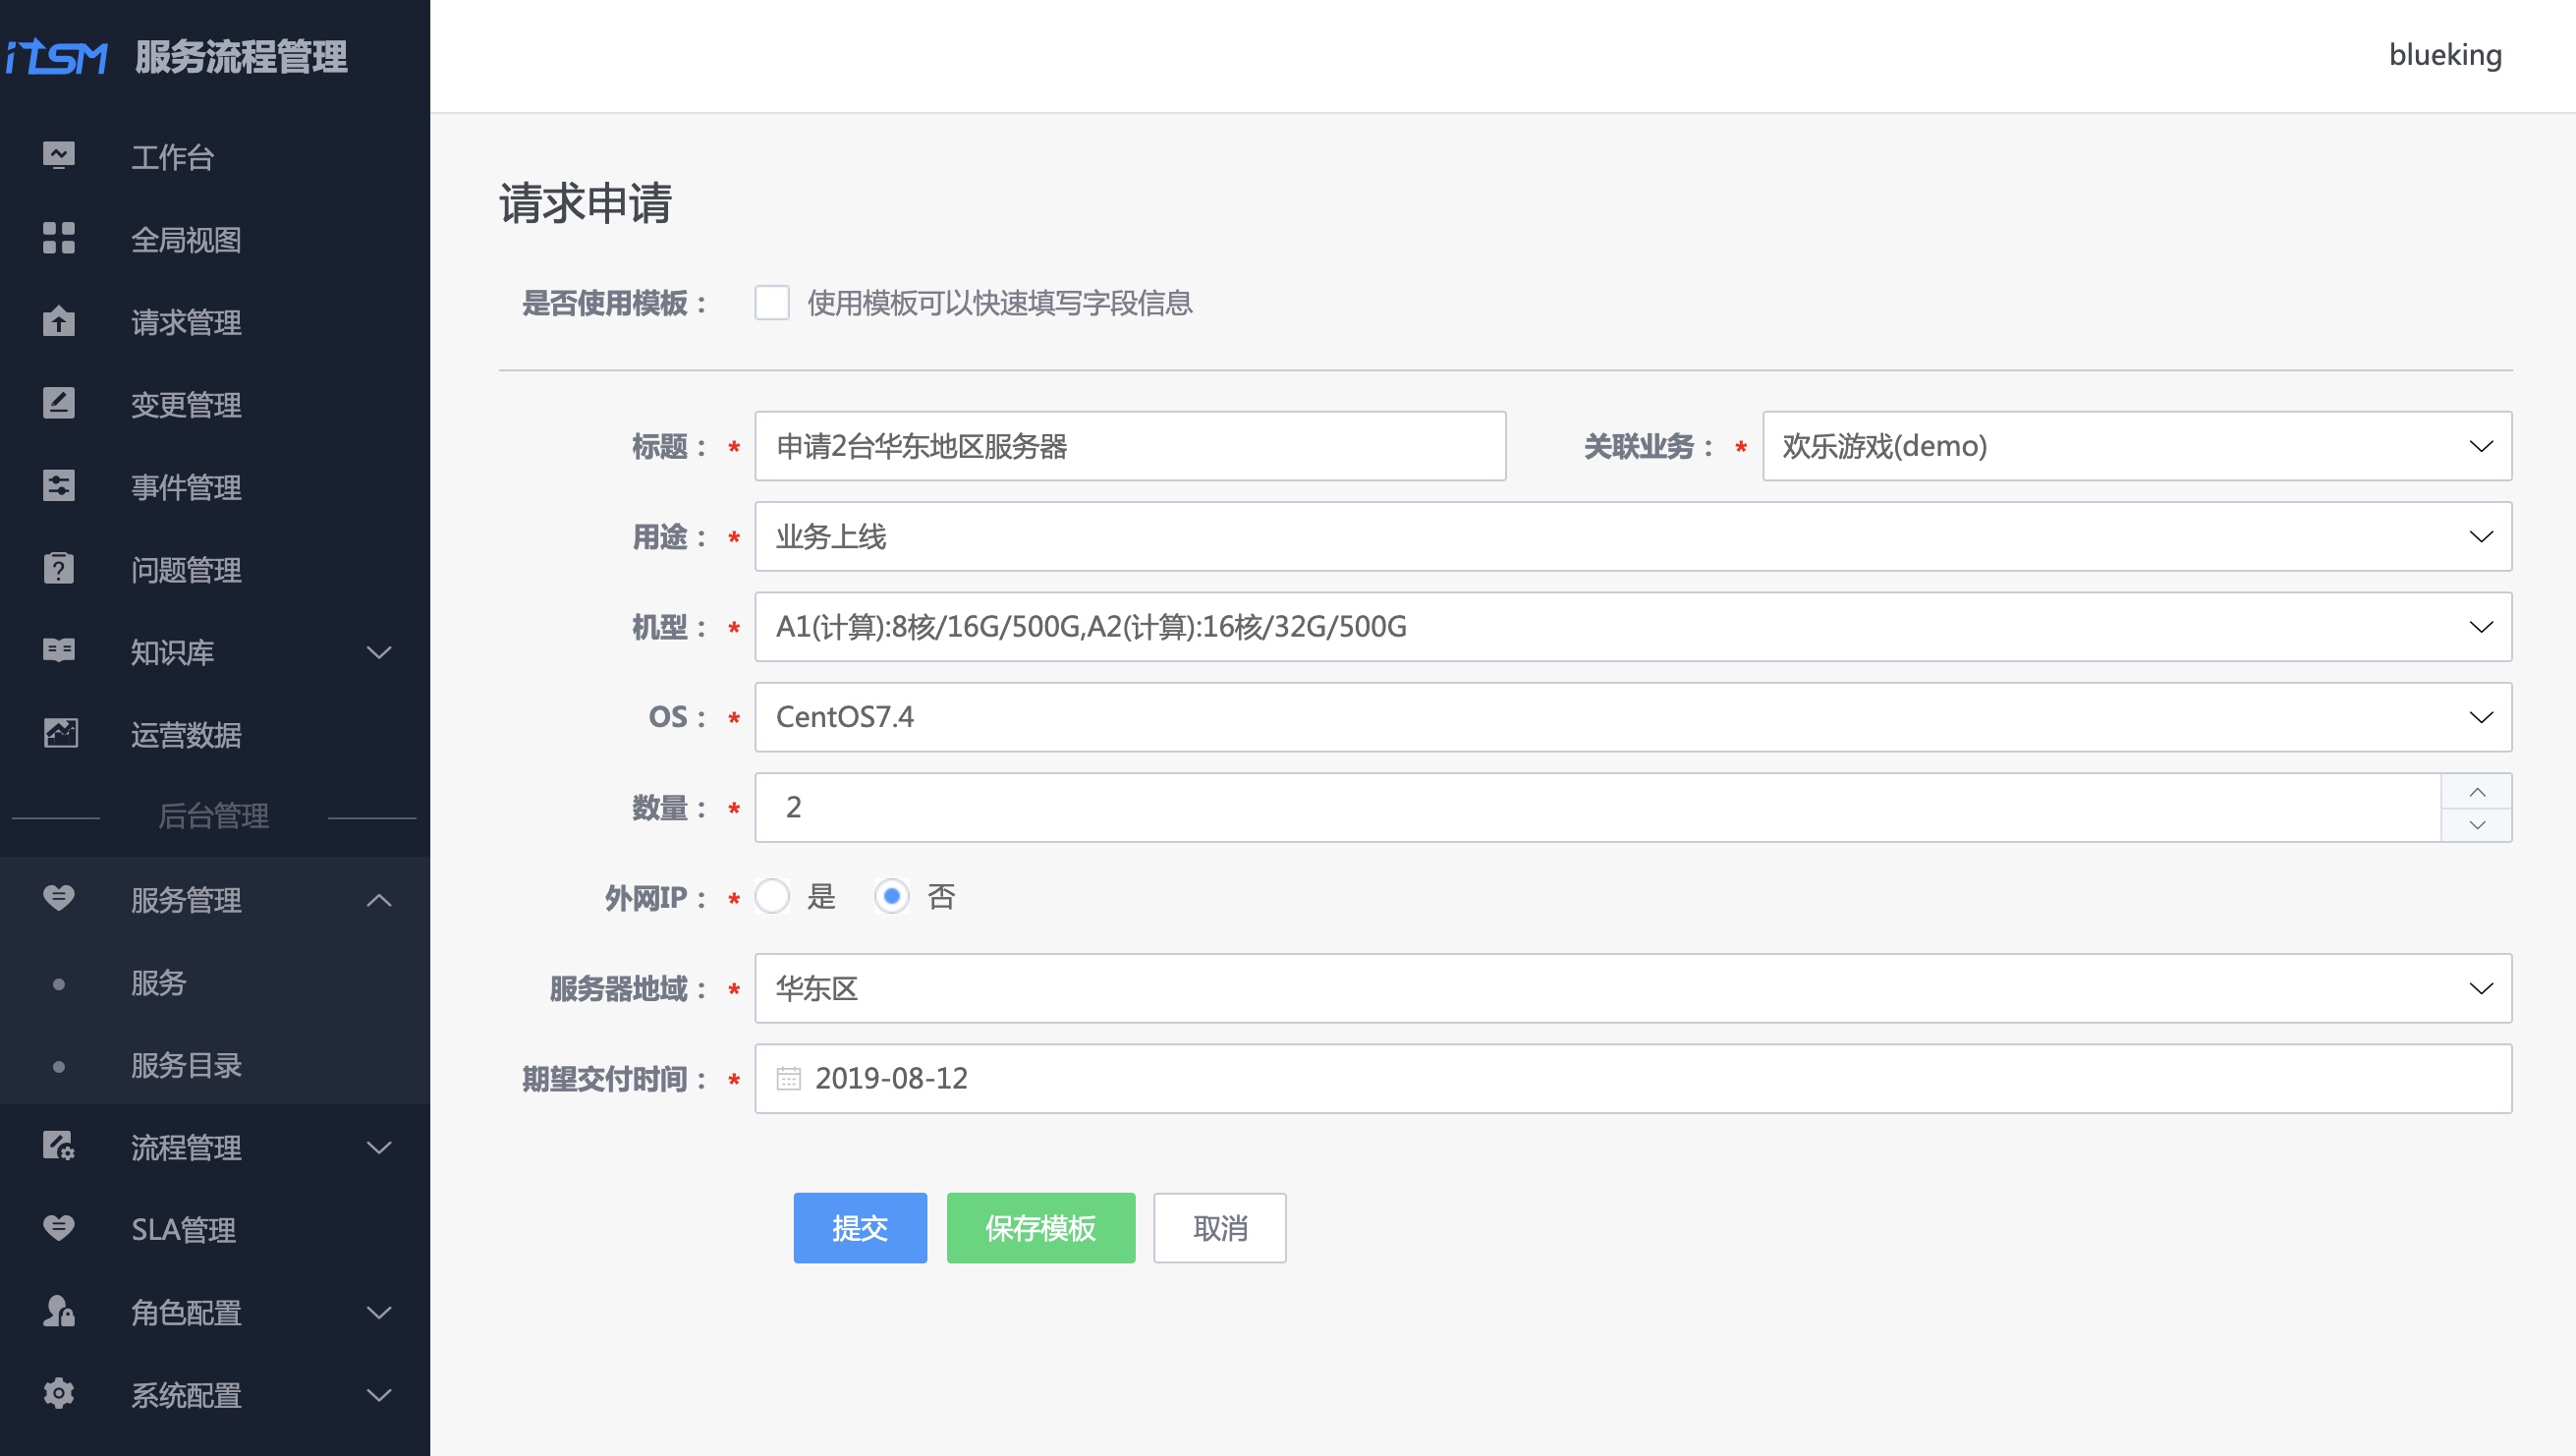 iTSM 服务流程管理
blueking
工作台
全局视图
请求管理
变更管理
事件管理
问题管理
知识库
运营数据
后台管理
服务管理
服务
服务目录
流程管理
SLA管理
角色配置
系统配置
请求申请
是否使用模板： 使用模板可以快速填写字段信息
标题： * 申请2台华东地区服务器 关联业务： * 欢乐游戏(demo)
用途： * 业务上线
机型： * A1(计算):8核/16G/500G,A2(计算):16核/32G/500G
OS： * CentOS7.4
数量： * 2
外网IP： * 是 否
服务器地域： * 华东区
期望交付时间： * 2019-08-12
提交 保存模板 取消